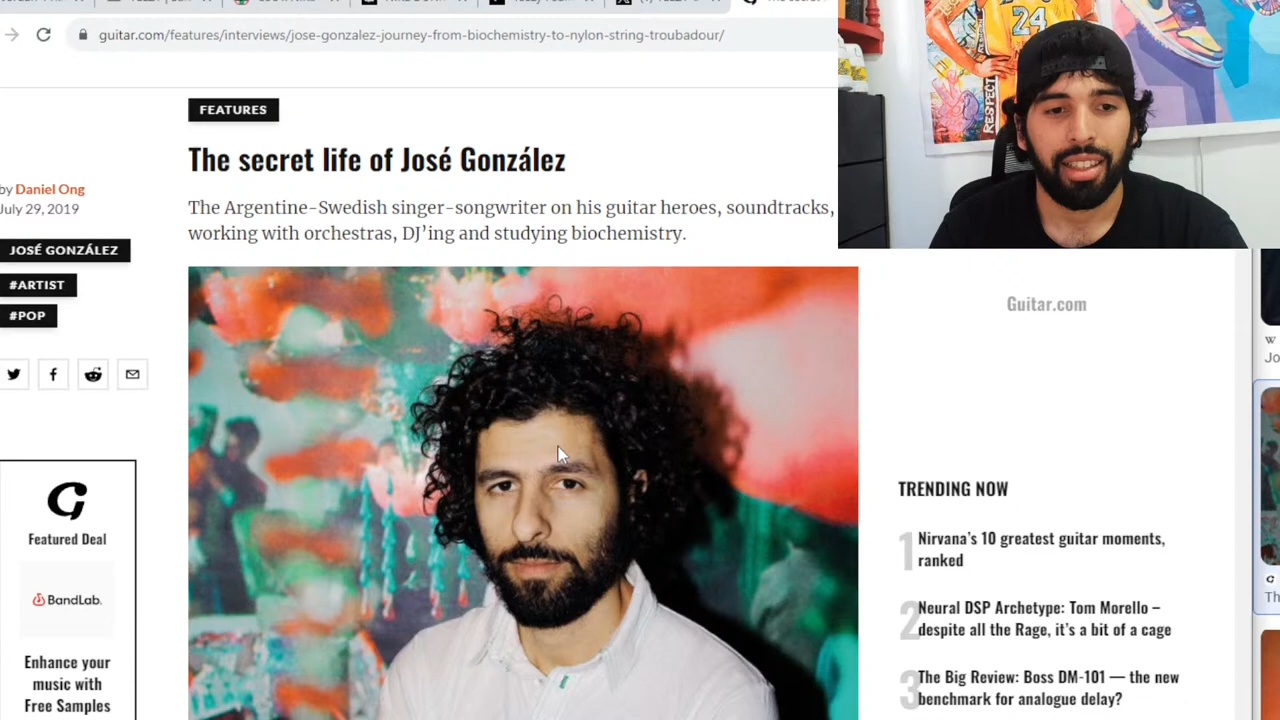 guitar.com/features/interviews/jose-gonzalez-journey-from-biochemistry-to-nylon-string-troubadour/
FEATURES
The secret life of José González
by Daniel Ong
July 29, 2019
The Argentine-Swedish singer-songwriter on his guitar heroes, soundtracks,
working with orchestras, DJ’ing and studying biochemistry.
JOSÉ GONZÁLEZ
#ARTIST
#POP
Featured Deal
BandLab.
Enhance your
music with
Free Samples
24
RESPECT
Guitar.com
TRENDING NOW
1 Nirvana’s 10 greatest guitar moments,
ranked
2 Neural DSP Archetype: Tom Morello –
despite all the Rage, it’s a bit of a cage
3 The Big Review: Boss DM-101 — the new
benchmark for analogue delay?
W
Jo
G
Th